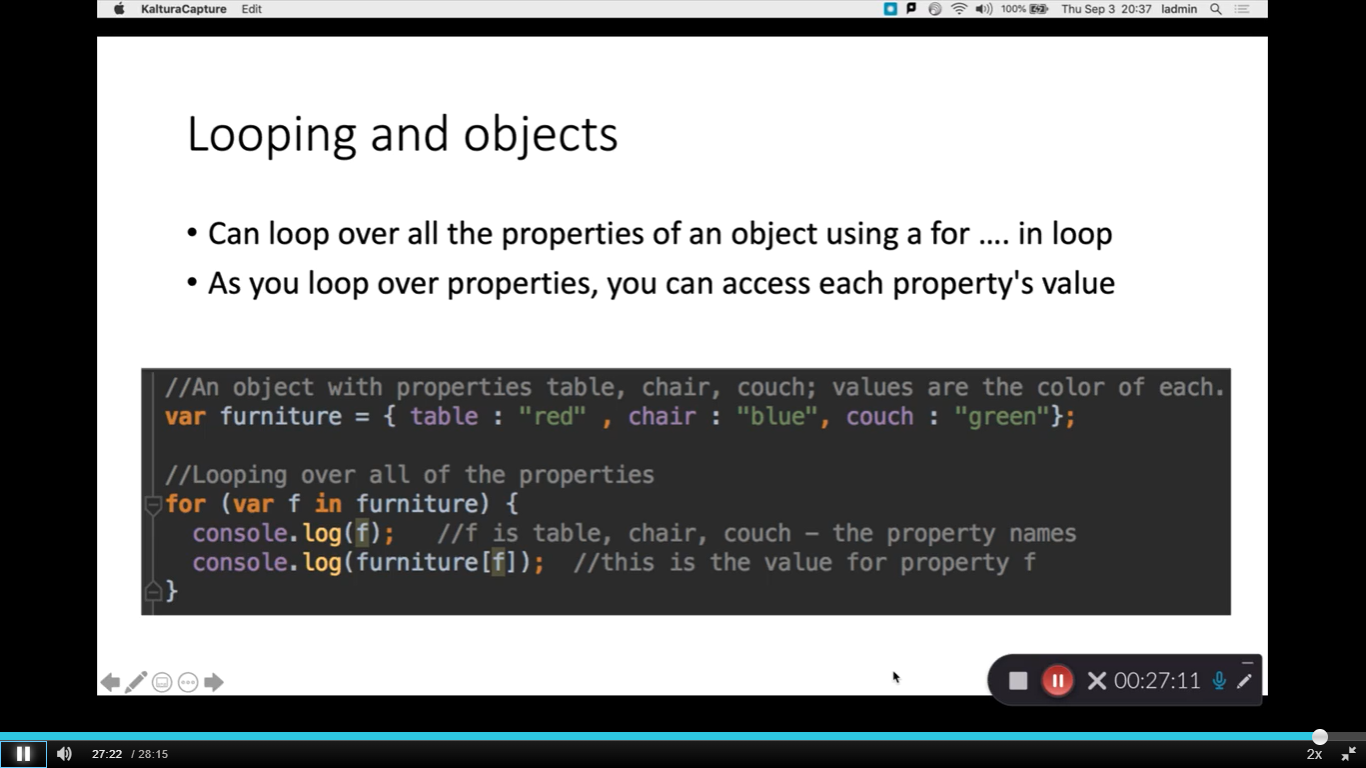 KalturaCapture Edit 100% Thu Sep 3 20:37 ladmin
Looping and objects
• Can loop over all the properties of an object using a for .... in loop
• As you loop over properties, you can access each property's value
//An object with properties table, chair, couch; values are the color of each.
var furniture = { table : "red" , chair : "blue", couch : "green"};
//Looping over all of the properties
for (var f in furniture) {
console.log(f); //f is table, chair, couch – the property names
console.log(furniture[f]); //this is the value for property f
}
00:27:11
27:22 / 28:15 2x